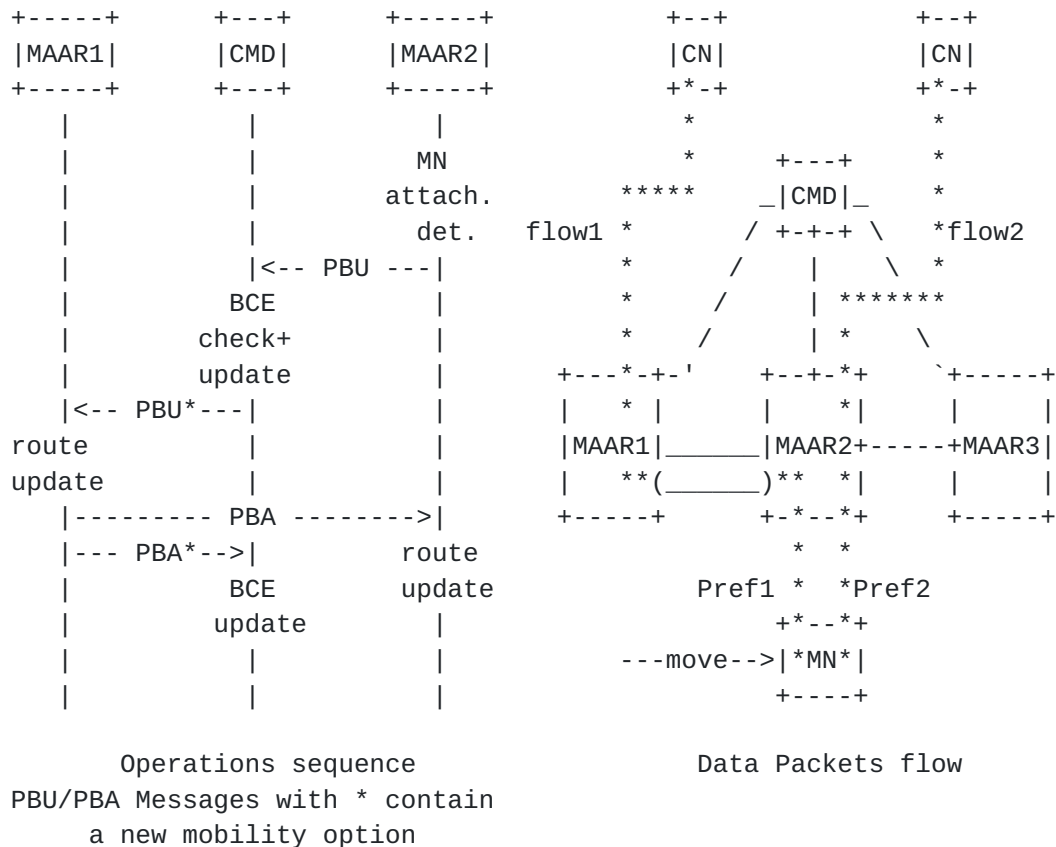 +-----+      +---+      +-----+           +--+            +--+
|MAAR1|      |CMD|      |MAAR2|           |CN|            |CN|
+-----+      +---+      +-----+           +*-+            +*-+
   |           |           |               *               *
   |           |          MN               *     +---+     *
   |           |        attach.        *****    _|CMD|_    *
   |           |          det.   flow1 *       / +-+-+ \   *flow2
   |           |<-- PBU ---|           *      /    |    \  *
   |          BCE          |           *     /     | *******
   |        check+         |           *    /      | *    \
   |        update         |       +---*-+-'    +--+-*+    `+-----+
   |<-- PBU*---|           |       |   * |      |    *|     |     |
route          |           |       |MAAR1|______|MAAR2+-----+MAAR3|
update         |           |       |   **(______)**  *|     |     |
   |--------- PBA -------->|       +-----+      +-*--*+     +-----+
   |--- PBA*-->|         route                    *  *
   |          BCE        update             Pref1 *  *Pref2
   |         update        |                     +*--*+
   |           |           |           ---move-->|*MN*|
   |           |           |                     +----+
Operations sequence                  Data Packets flow
PBU/PBA Messages with * contain
a new mobility option